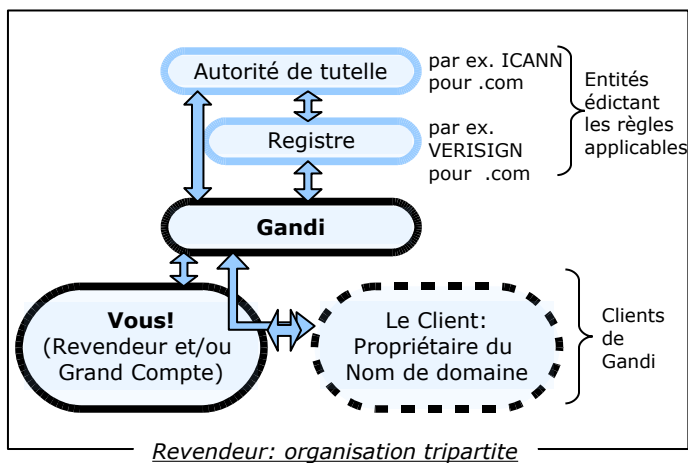 Autorité de tutelle
par ex. ICANN
pour .com
Registre
par ex.
VERISIGN
pour .com
Entités
édictant
les règles
applicables
Gandi
Vous!
(Revendeur et/ou
Grand Compte)
Le Client:
Propriétaire du
Nom de domaine
Clients
de
Gandi
Revendeur: organisation tripartite